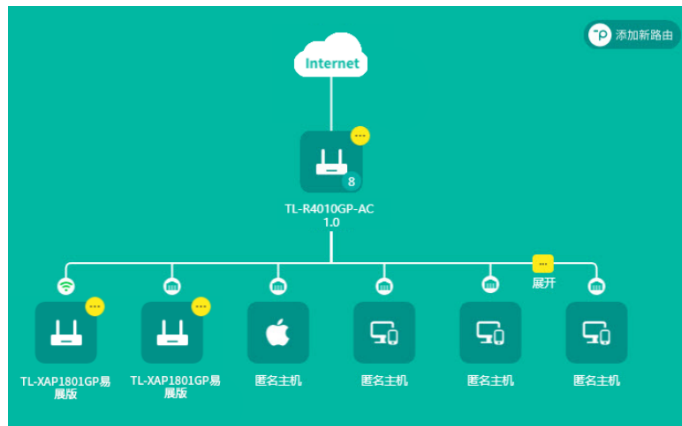 添加新路由
Internet
8
TL-R4010GP-AC
1.0
展开
TL-XAP1801GP易
展版
TL-XAP1801GP易
展版
匿名主机
匿名主机
匿名主机
匿名主机